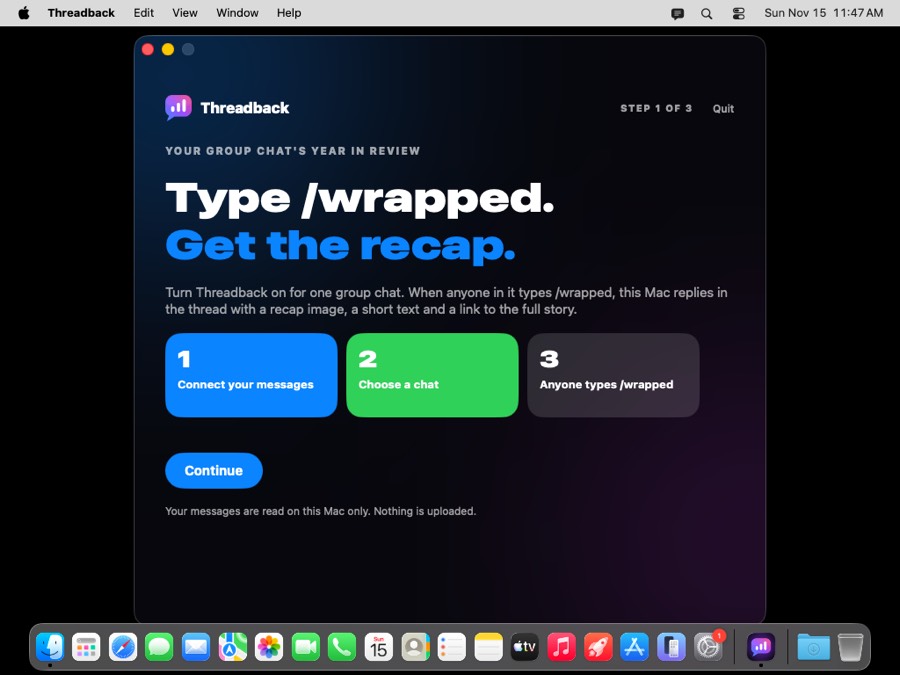 Threadback Edit View Window Help Sun Nov 15 11:47 AM
Threadback STEP 1 OF 3 Quit
YOUR GROUP CHAT'S YEAR IN REVIEW
Type /wrapped.
Get the recap.
Turn Threadback on for one group chat. When anyone in it types /wrapped, this Mac replies in
the thread with a recap image, a short text and a link to the full story.
1
Connect your messages
2
Choose a chat
3
Anyone types /wrapped
Continue
Your messages are read on this Mac only. Nothing is uploaded.
Sun
15
tv
1